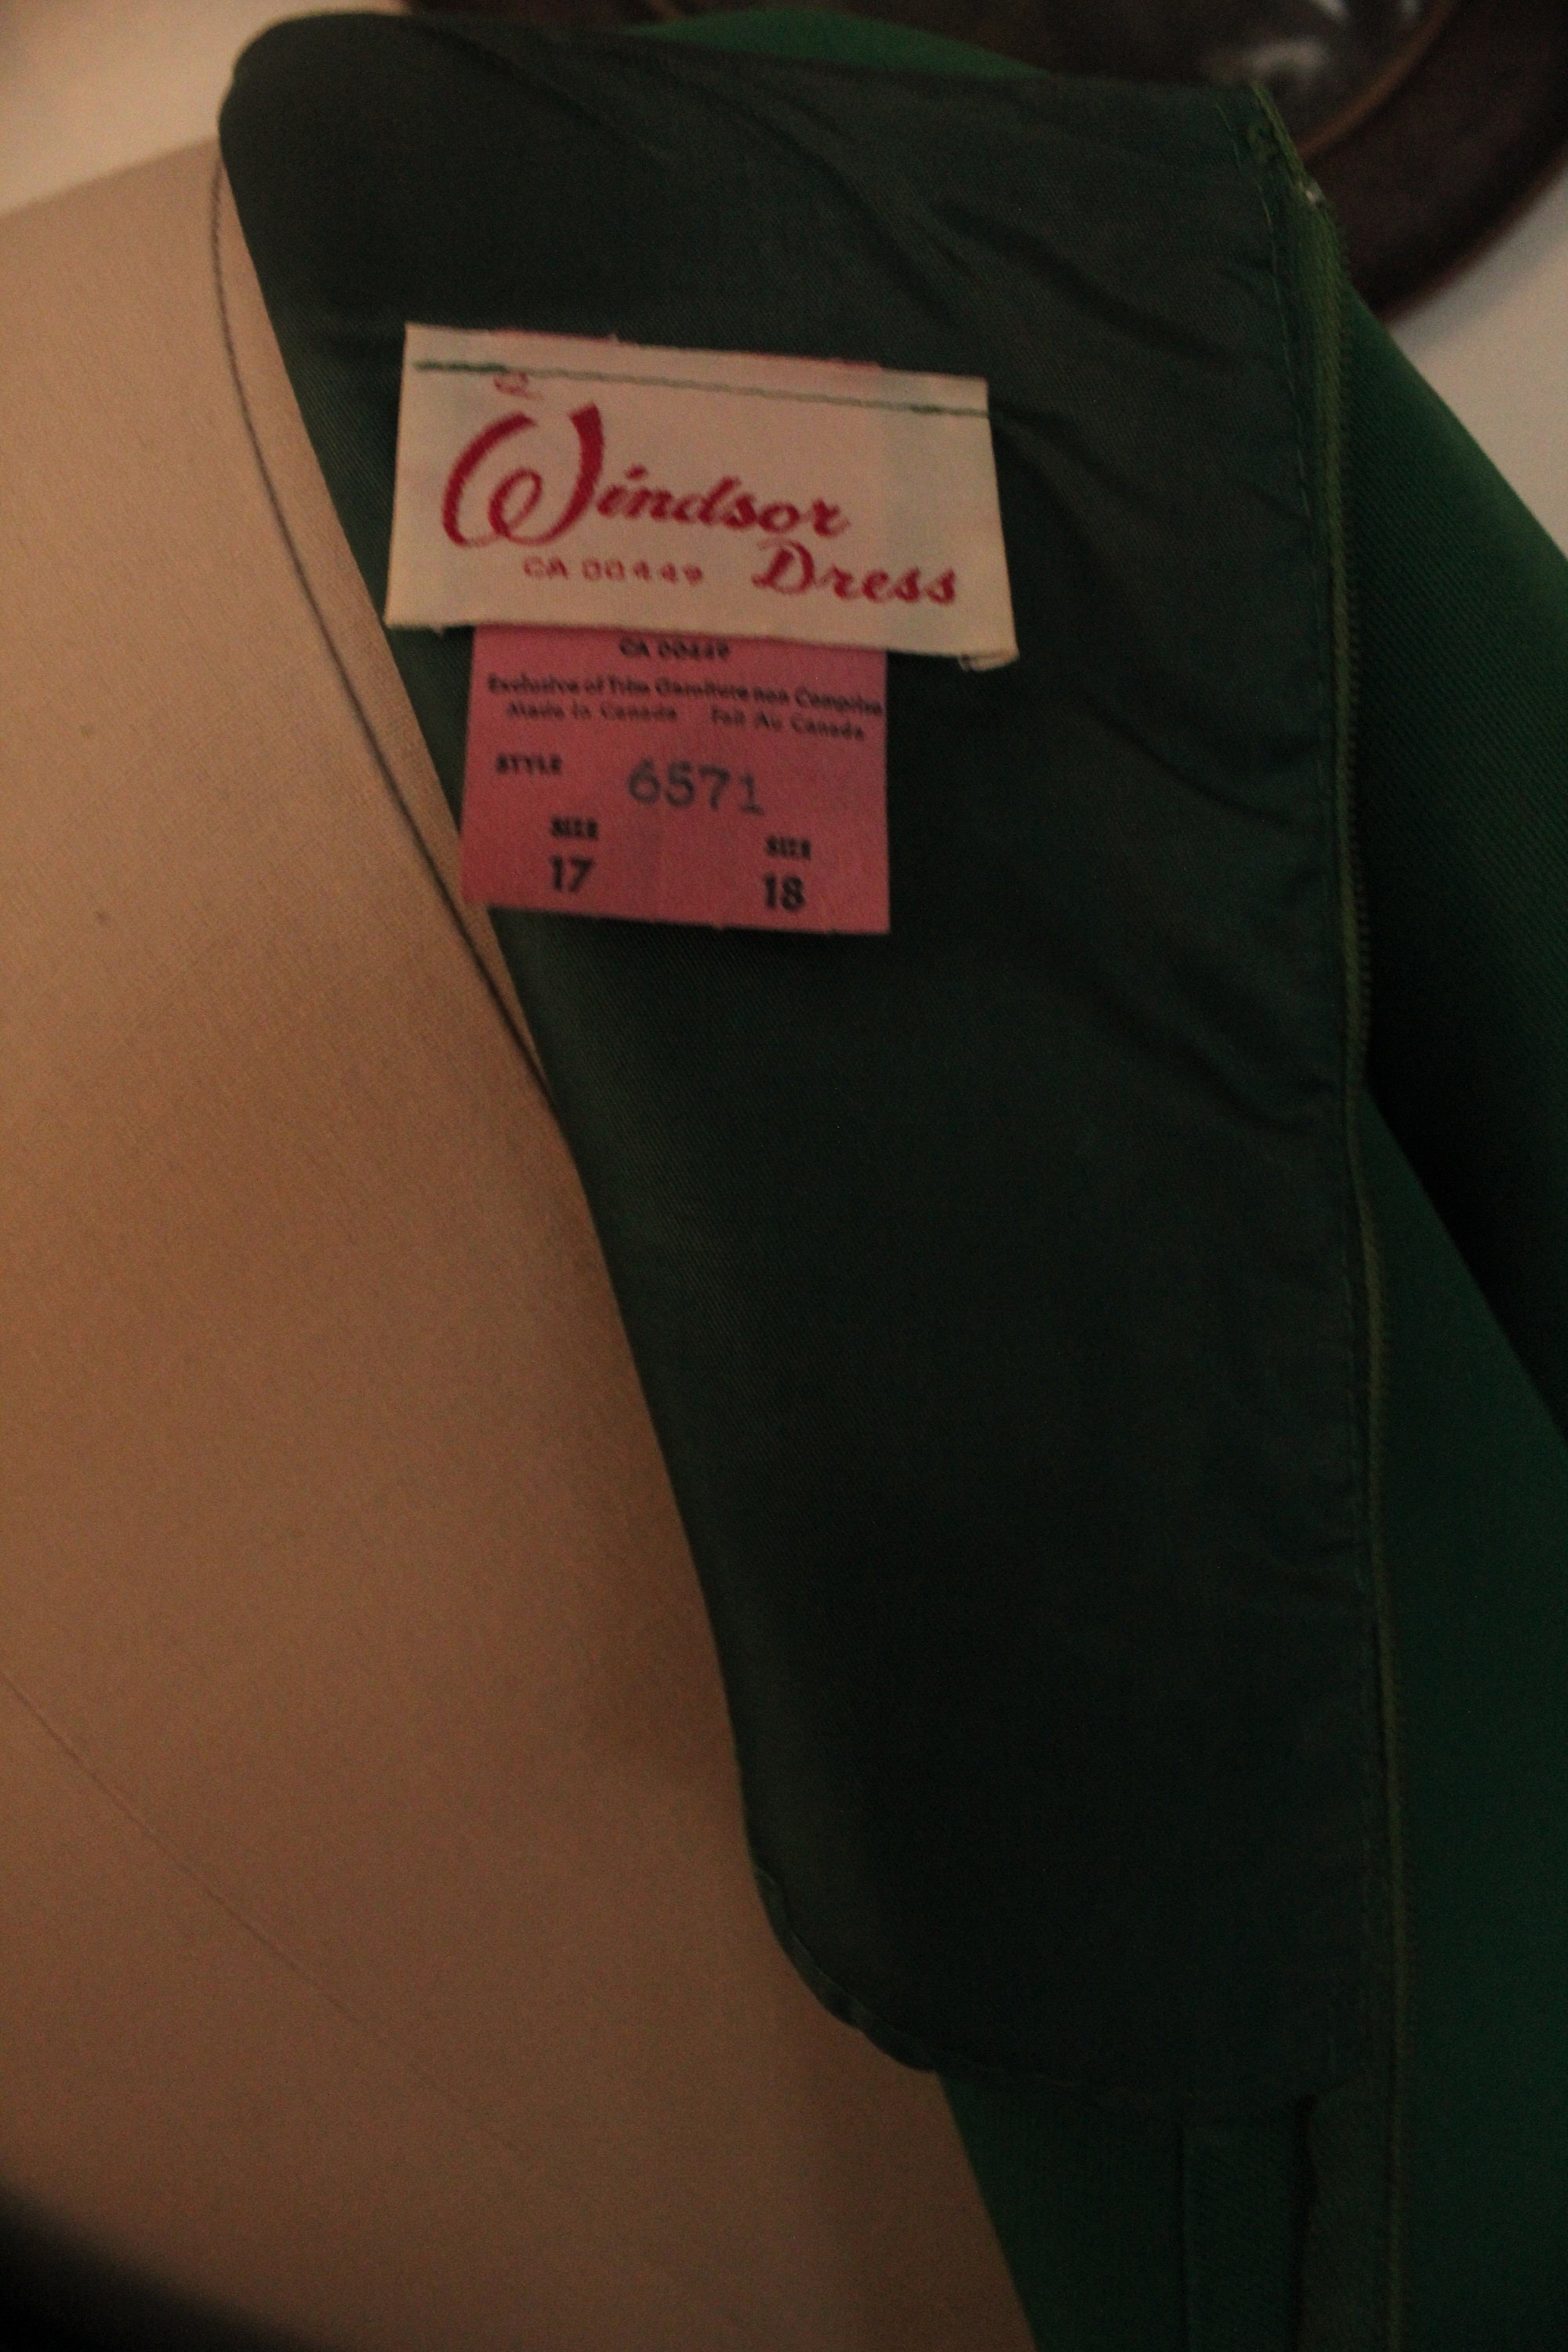 Windsor
Dress
CA 00449
CA 00449
Exclusive of Trim Garniture non Comprise
Made in Canada Fait Au Canada
STYLE 6571
SIZE SIZE
17 18